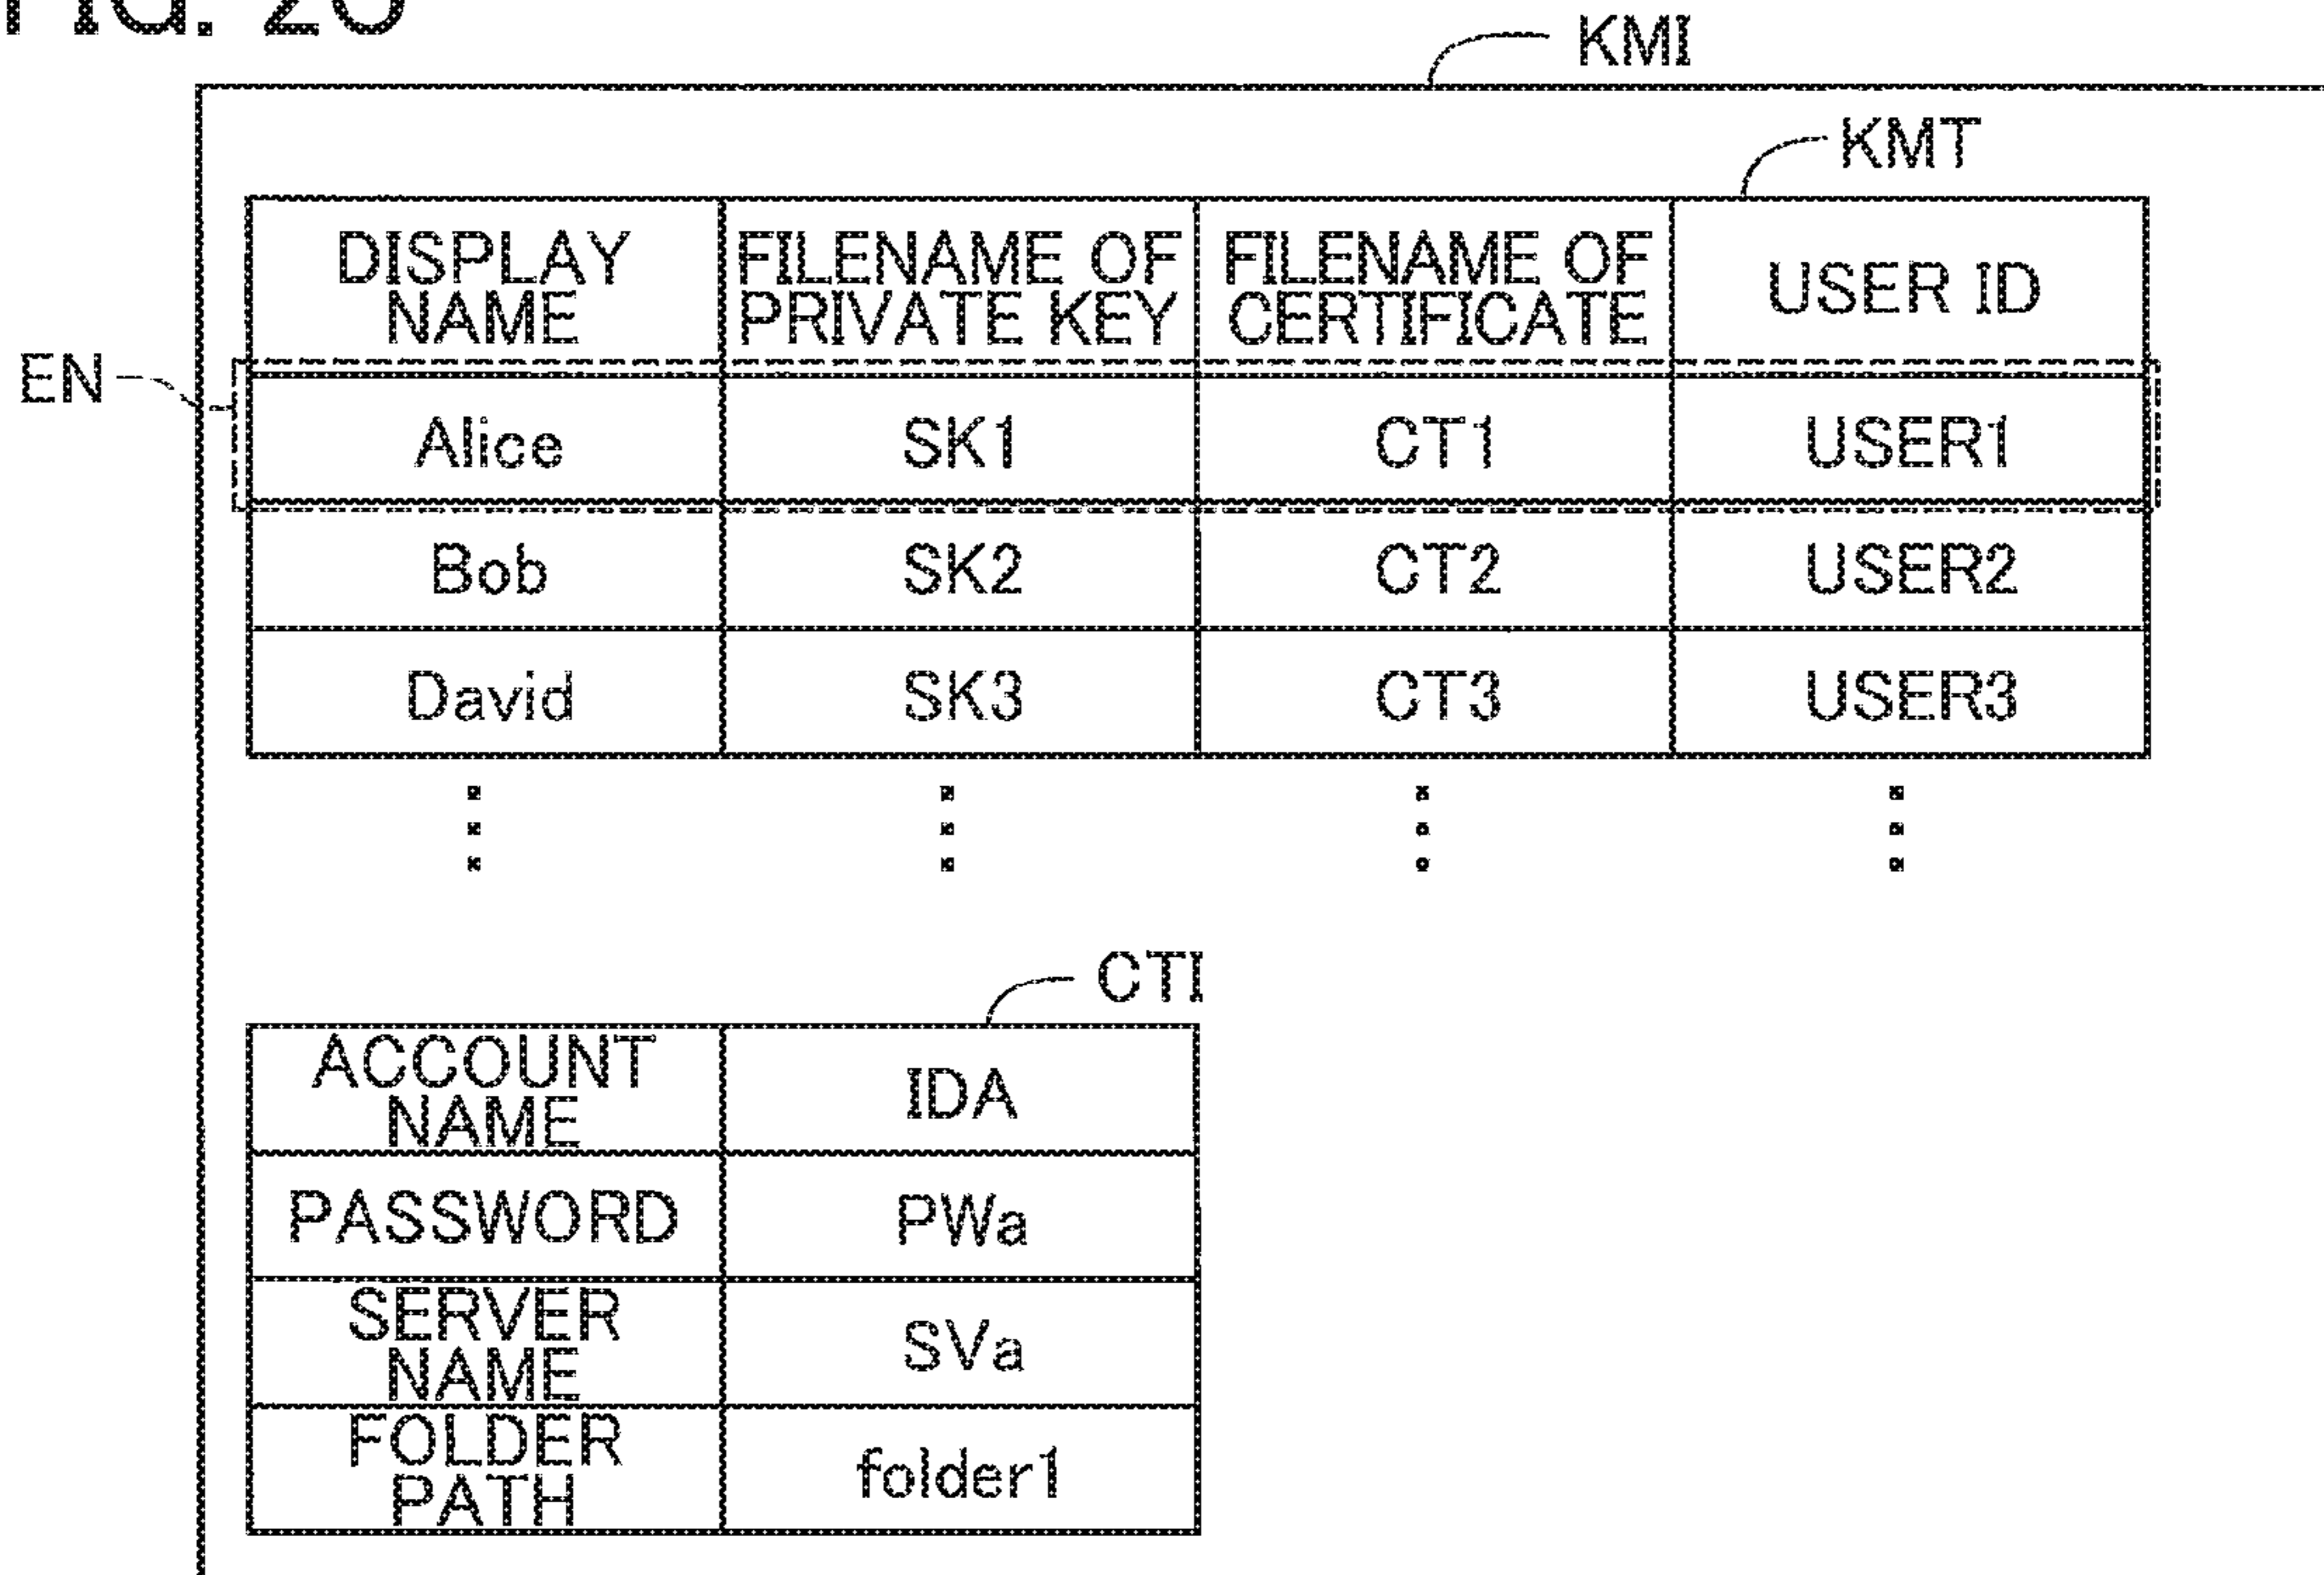 FIG. 20
KMI
KMT
DISPLAY NAME
FILENAME OF PRIVATE KEY
FILENAME OF CERTIFICATE
USER ID
EN
Alice SK1 CT1 USER1
Bob SK2 CT2 USER2
David SK3 CT3 USER3
CTI
ACCOUNT NAME
IDA
PASSWORD PWa
SERVER NAME
SVa
FOLDER PATH
folder1